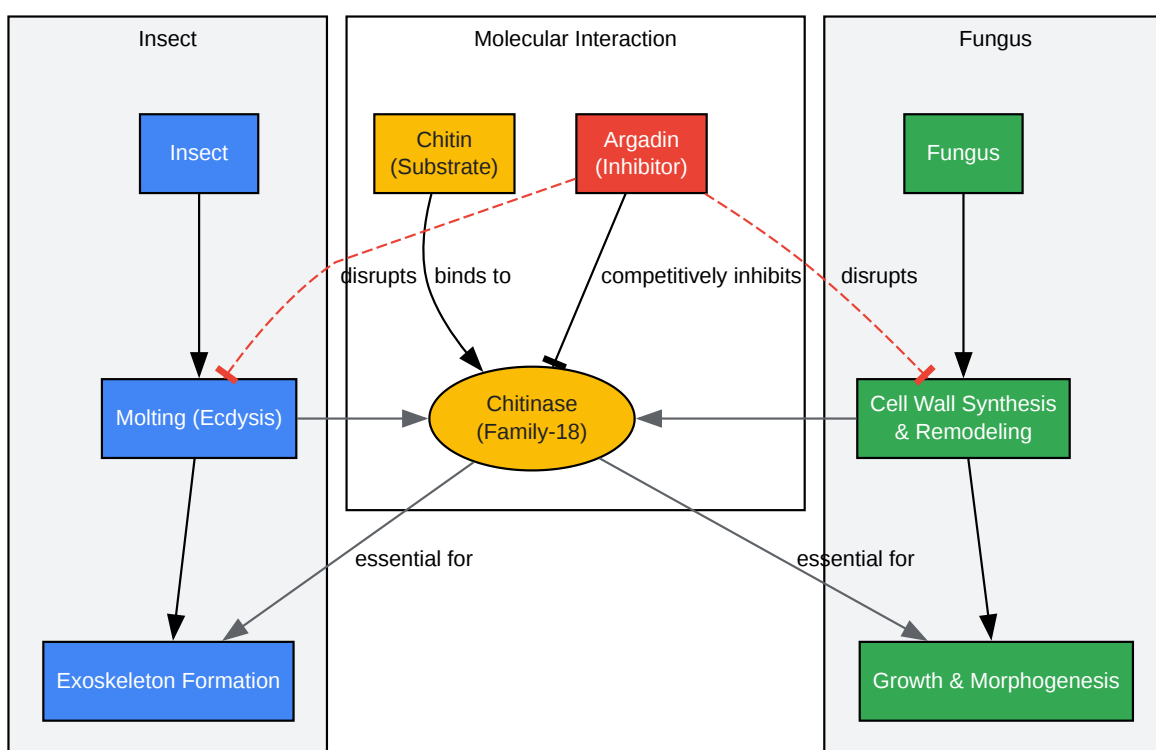 Insect
Molecular Interaction
Fungus
Insect
Chitin
(Substrate)
Argadin
(Inhibitor)
Fungus
disrupts
binds to
competitively inhibits
disrupts
Molting (Ecdysis)
Chitinase
(Family-18)
Cell Wall Synthesis
& Remodeling
essential for
essential for
Exoskeleton Formation
Growth & Morphogenesis